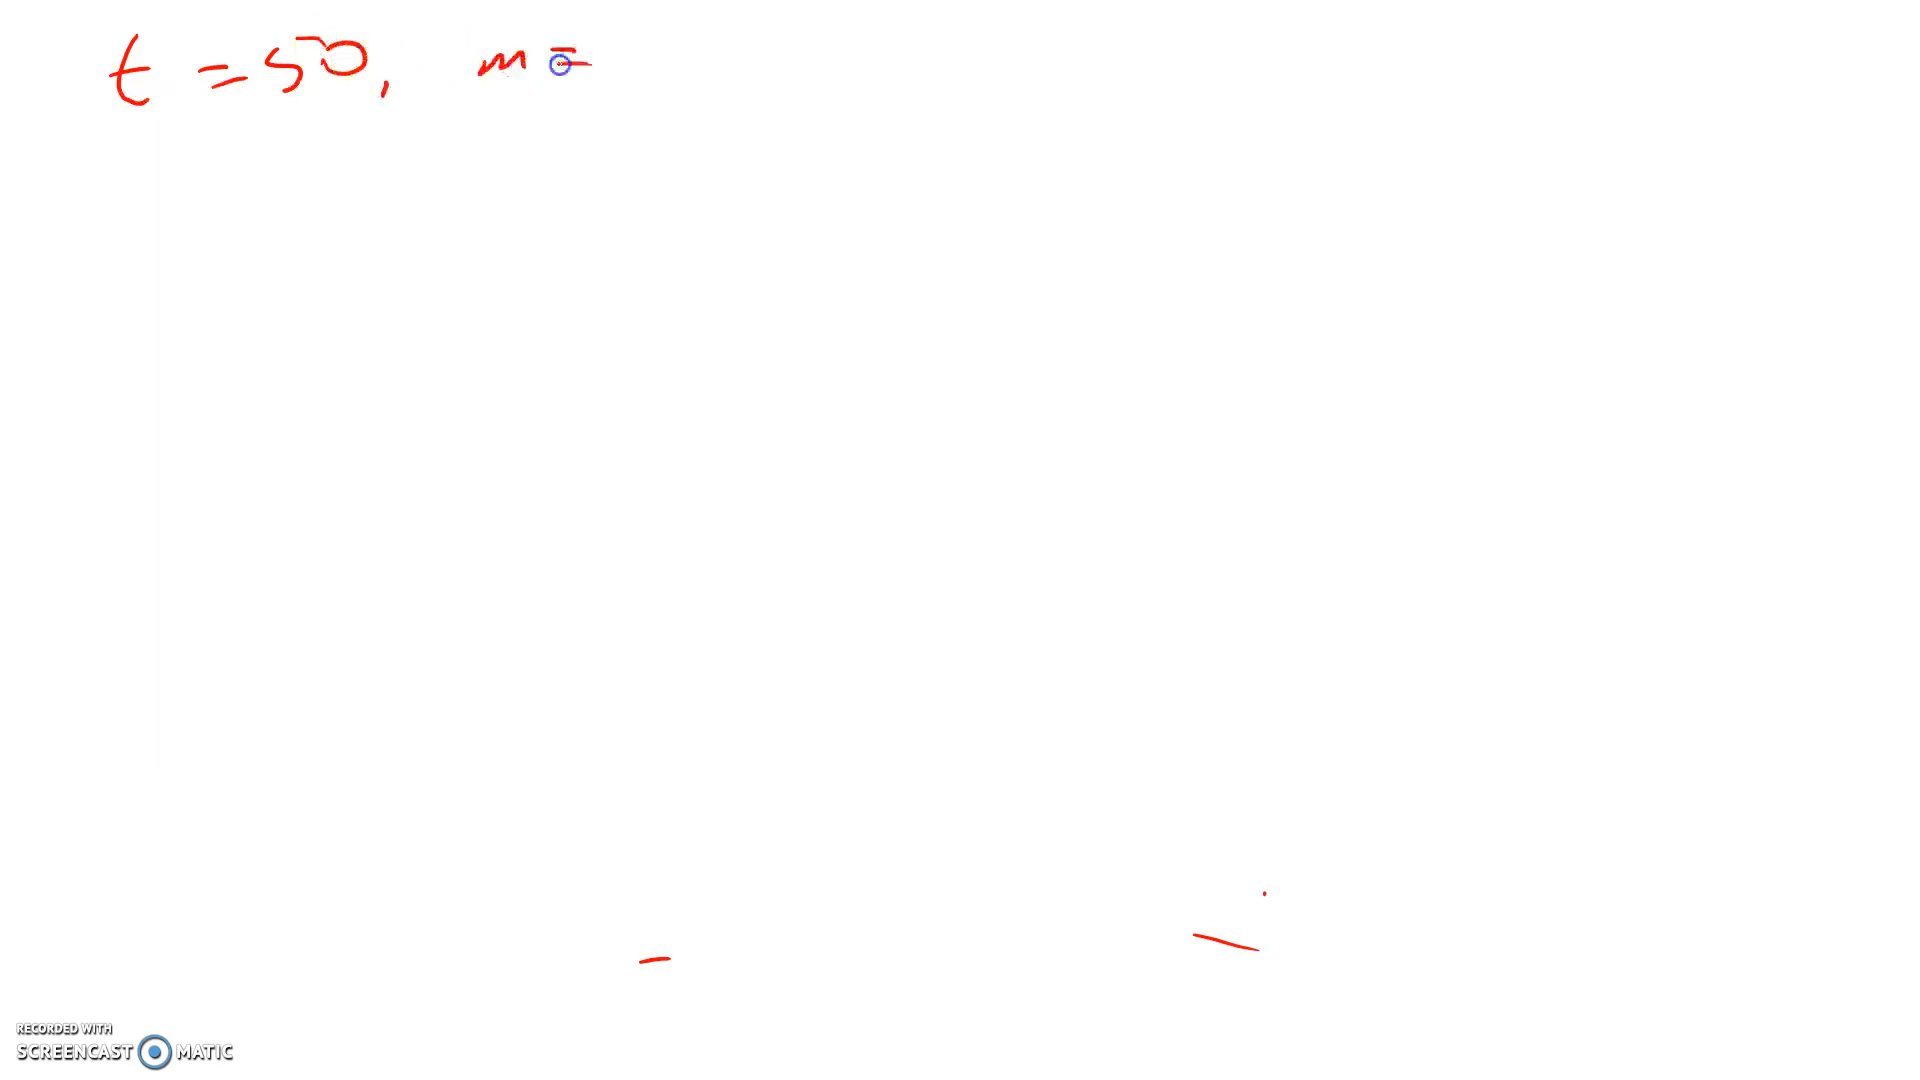 t = 50, m =
RECORDED WITH
SCREENCAST MATIC